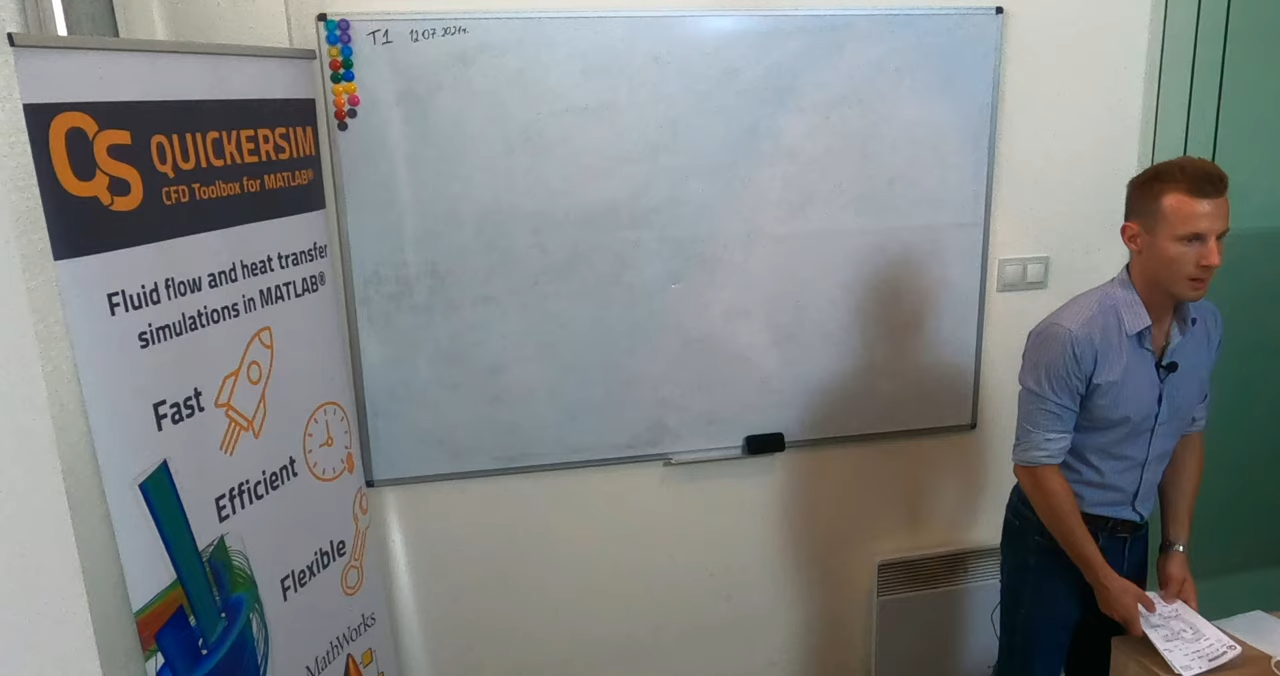 T1 12.07.2021r.
QS QUICKERSIM
CFD Toolbox for MATLAB®
Fluid flow and heat transfer
simulations in MATLAB®
Fast
Efficient
Flexible
MathWorks